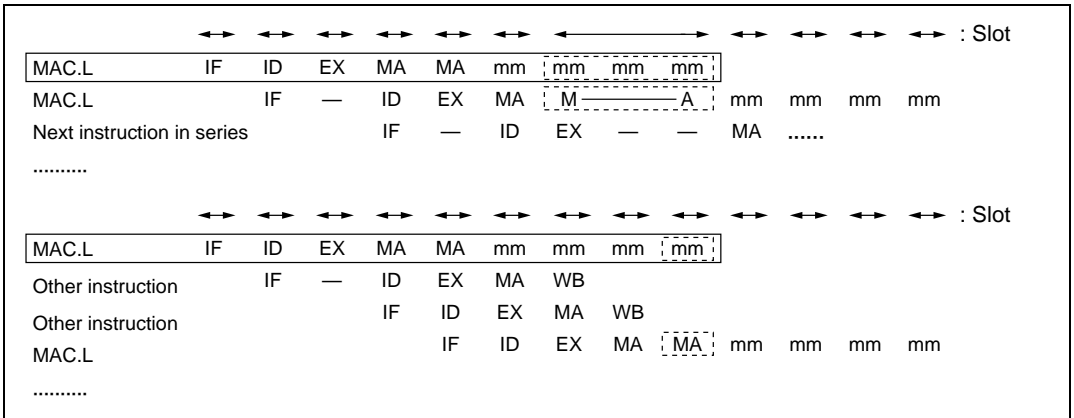 : Slot
MAC.L IF ID EX MA MA mm mm mm mm
MAC.L IF — ID EX MA M A mm mm mm mm
Next instruction in series IF — ID EX — — MA ......
..........
: Slot
MAC.L IF ID EX MA MA mm mm mm mm
Other instruction IF — ID EX MA WB
Other instruction IF ID EX MA WB
MAC.L IF ID EX MA MA mm mm mm mm
..........